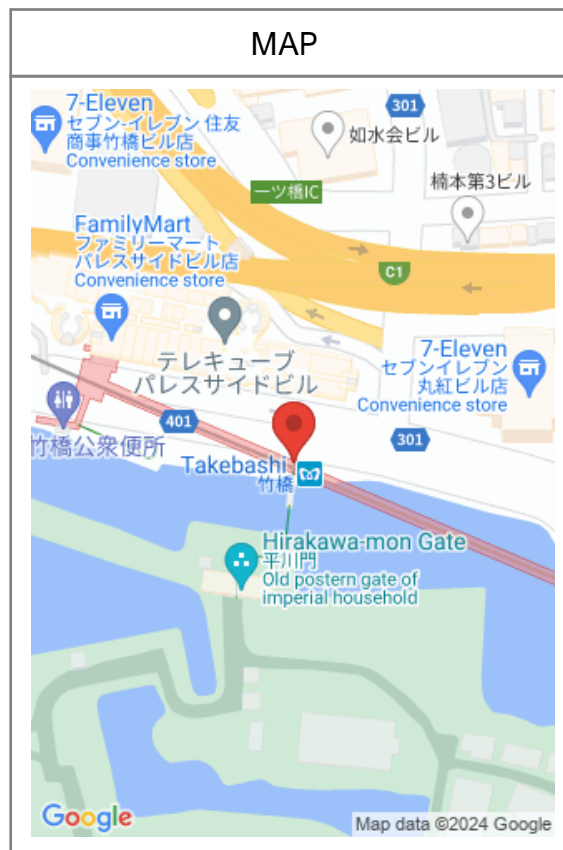 MAP
7-Eleven
セブン-イレブン 住友
商事竹橋ビル店
Convenience store
301
如水会ビル
一ツ橋IC
楠本第3ビル
FamilyMart
ファミリーマート
パレスサイドビル店
Convenience store
C1
テレキューブ
パレスサイドビル
7-Eleven
セブンイレブン
丸紅ビル店
Convenience store
401
301
竹橋公衆便所
Takebashi
竹橋
Hirakawa-mon Gate
平川門
Old postern gate of
imperial household
Google
Map data ©2024 Google